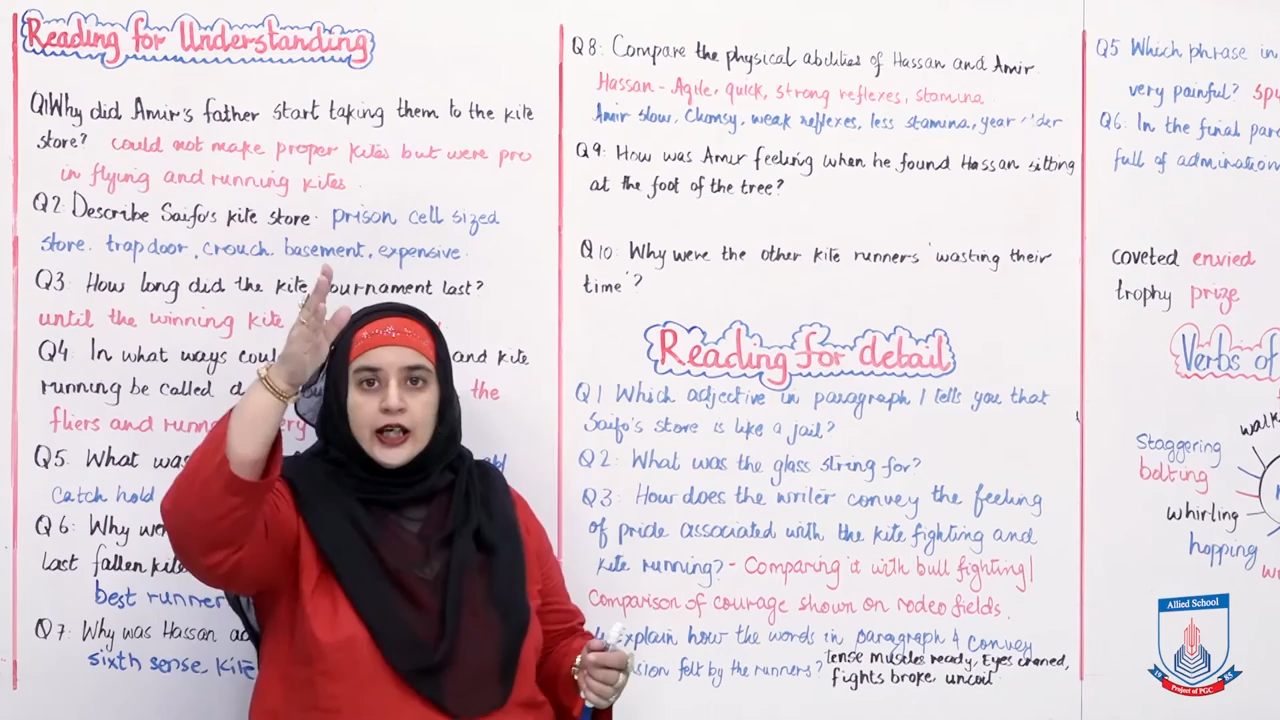 Reading for Understanding
Q1 Why did Amir's father start taking them to the kite
store? could not make proper kites but were pro
in flying and running kites.
Q2: Describe Saifo's kite store. prison cell sized
store. trapdoor, crouch. basement, expensive.
Q3: How long did the kite ournament last?
until the winning kite
Q4: In what ways coul and kite
running be called a the
fliers and runn ery
Q5. What was
catch hold
Q6: Why we
last fallen kite
best runner
Q7: Why was Hassan a
sixth sense kite
Q8: Compare the physical abilities of Hassan and Amir.
Hassan - Agile, quick, strong reflexes, stamina.
Amir slow, clumsy, weak reflexes, less stamina, year der
Q9: How was Amir feeling when he found Hassan sitting
at the foot of the tree?
Q10: Why were the other kite runners 'wasting their
time'?
Reading for detail
Q1 Which adjective in paragraph 1 tells you that
Saifo's store is like a jail?
Q2: What was the glass string for?
Q3: How does the writer convey the feeling
of pride associated with the kite fighting and
kite running? - Comparing it with bull fighting/
Comparison of courage shown on rodeo fields.
explain how the words in paragraph 4 convey
sion felt by the runners? tense muscles ready, Eyes craned,
fights broke, uncoil
Q5 Which phrase in
very painful? spu
Q6: In the final par
full of admiration
coveted envied
trophy prize
Verbs of
walk
Staggering
bolting
whirling
hopping
Allied School
1985
Project of PGC